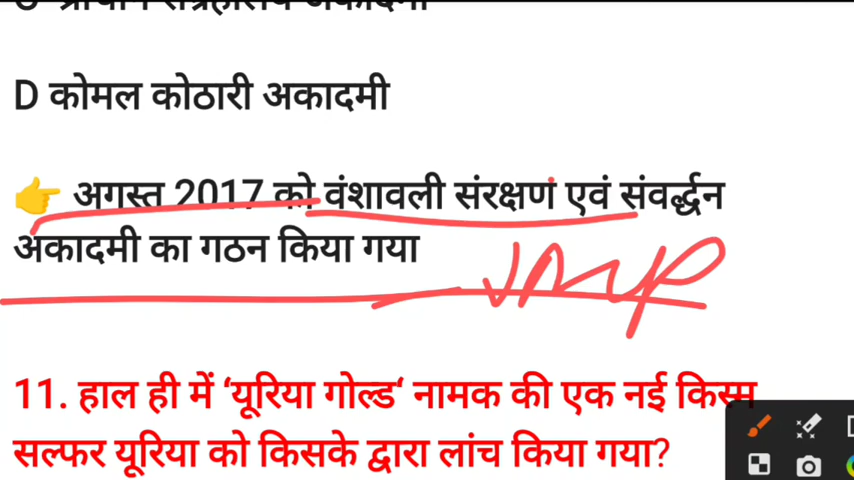 D कोमल कोठारी अकादमी
👉 अगस्त 2017 को वंशावली संरक्षण एवं संवर्द्धन
अकादमी का गठन किया गया
IMP
11. हाल ही में ‘यूरिया गोल्ड‘ नामक की एक नई किस्म
सल्फर यूरिया को किसके द्वारा लांच किया गया?